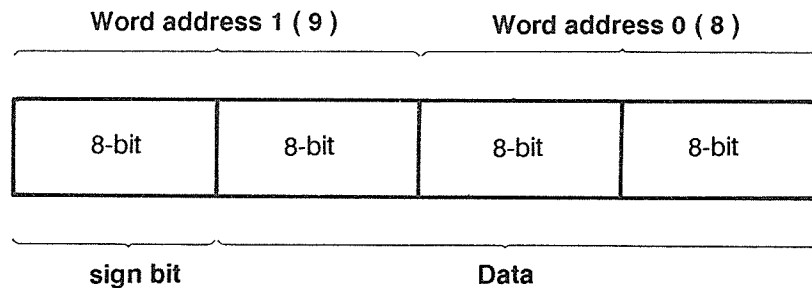 Word address 1 ( 9 ) Word address 0 ( 8 )
8-bit 8-bit 8-bit 8-bit
sign bit Data